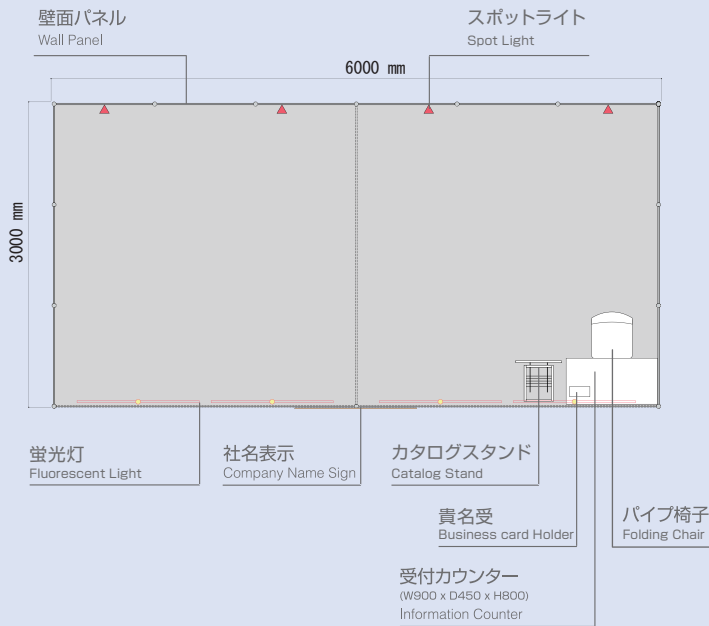 壁面パネル
Wall Panel
スポットライト
Spot Light
6000 mm
3000 mm
蛍光灯
Fluorescent Light
社名表示
Company Name Sign
カタログスタンド
Catalog Stand
貴名受
Business card Holder
パイプ椅子
Folding Chair
受付カウンター
(W900 x D450 x H800)
Information Counter